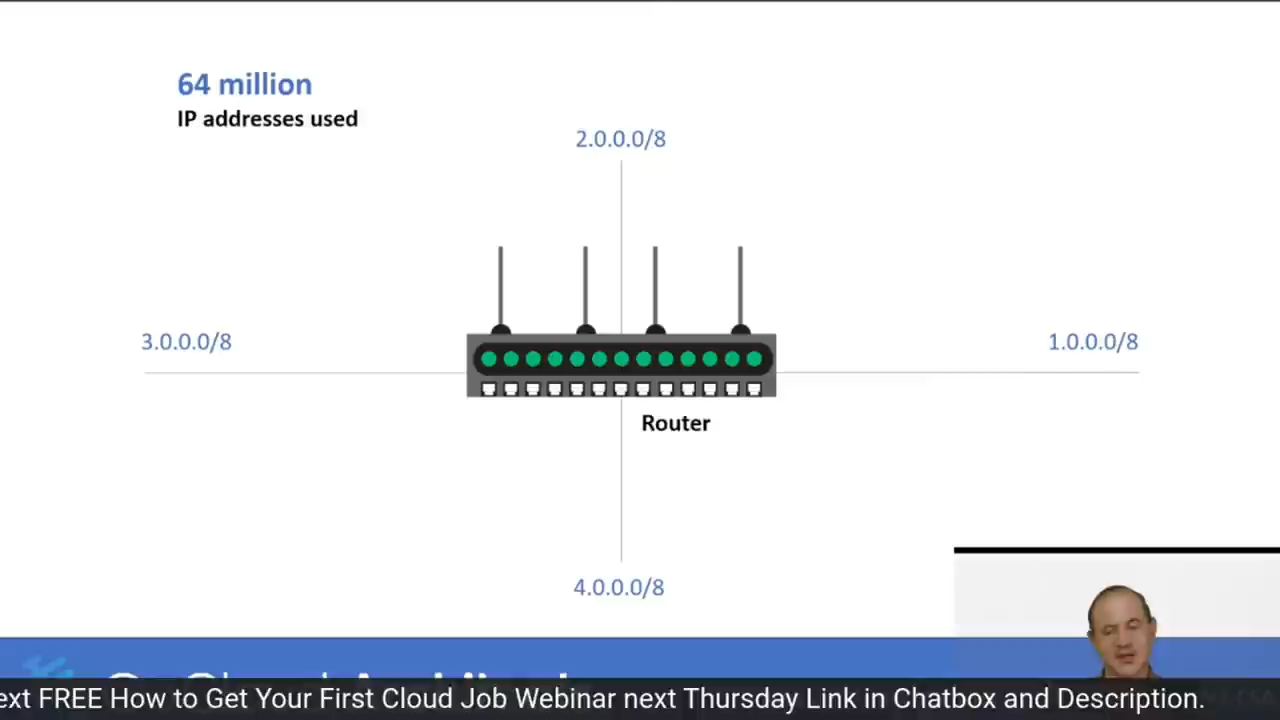 64 million
IP addresses used
2.0.0.0/8
3.0.0.0/8
1.0.0.0/8
Router
4.0.0.0/8
ext FREE How to Get Your First Cloud Job Webinar next Thursday Link in Chatbox and Description.